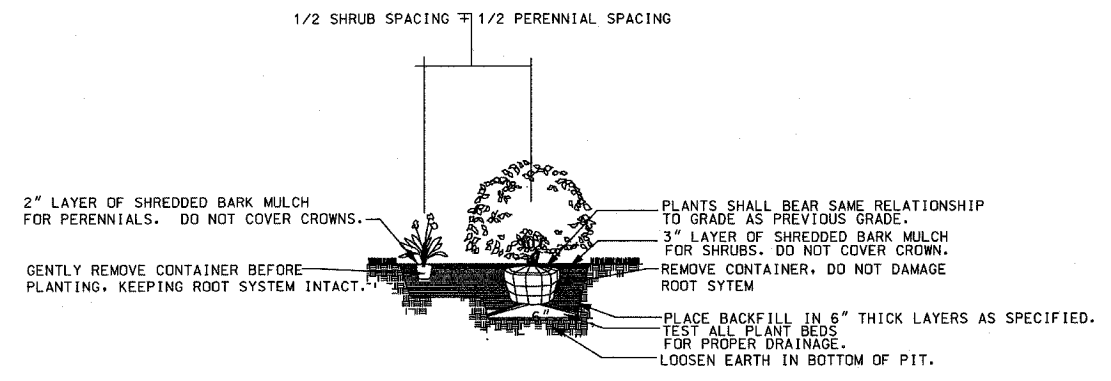 1/2 SHRUB SPACING + 1/2 PERENNIAL SPACING
2" LAYER OF SHREDDED BARK MULCH
FOR PERENNIALS. DO NOT COVER CROWNS.
GENTLY REMOVE CONTAINER BEFORE
PLANTING, KEEPING ROOT SYSTEM INTACT.
PLANTS SHALL BEAR SAME RELATIONSHIP
TO GRADE AS PREVIOUS GRADE.
3" LAYER OF SHREDDED BARK MULCH
FOR SHRUBS. DO NOT COVER CROWN.
REMOVE CONTAINER, DO NOT DAMAGE
ROOT SYTEM
6"
PLACE BACKFILL IN 6" THICK LAYERS AS SPECIFIED.
TEST ALL PLANT BEDS
FOR PROPER DRAINAGE.
LOOSEN EARTH IN BOTTOM OF PIT.